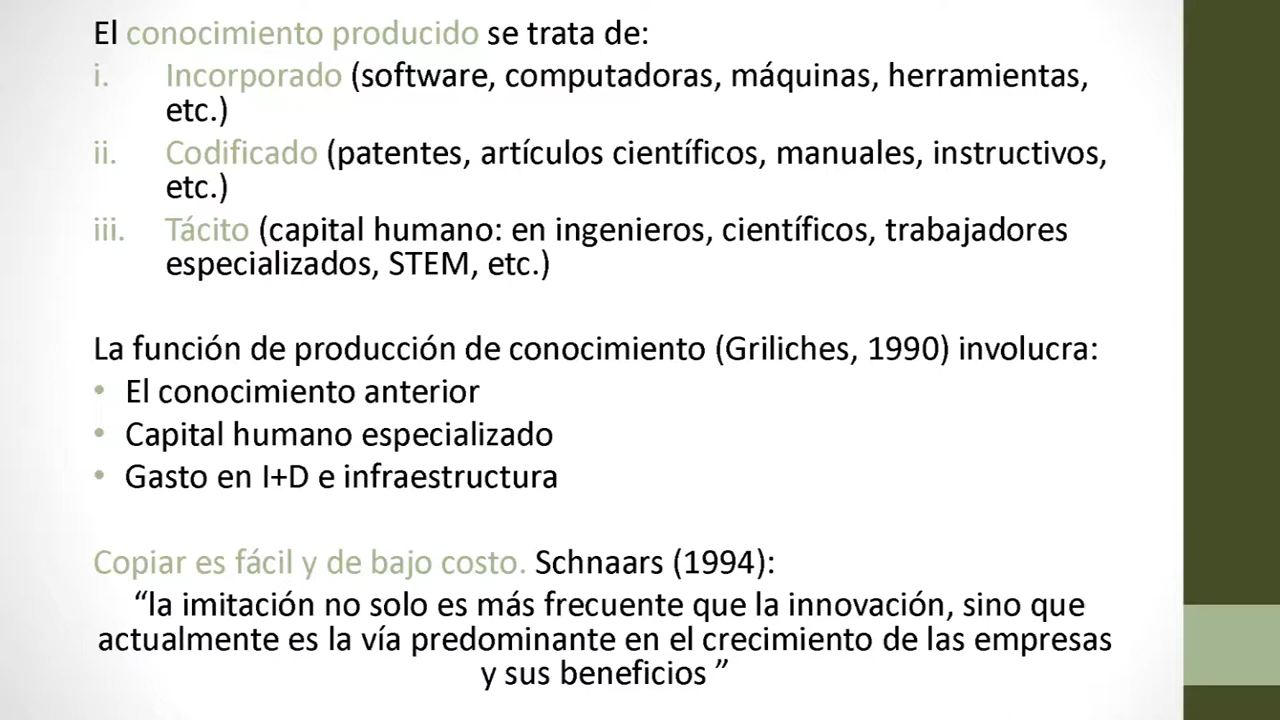 El conocimiento producido se trata de:
i. Incorporado (software, computadoras, máquinas, herramientas,
etc.)
ii. Codificado (patentes, artículos científicos, manuales, instructivos,
etc.)
iii. Tácito (capital humano: en ingenieros, científicos, trabajadores
especializados, STEM, etc.)
La función de producción de conocimiento (Griliches, 1990) involucra:
• El conocimiento anterior
• Capital humano especializado
• Gasto en I+D e infraestructura
Copiar es fácil y de bajo costo. Schnaars (1994):
“la imitación no solo es más frecuente que la innovación, sino que
actualmente es la vía predominante en el crecimiento de las empresas
y sus beneficios ”